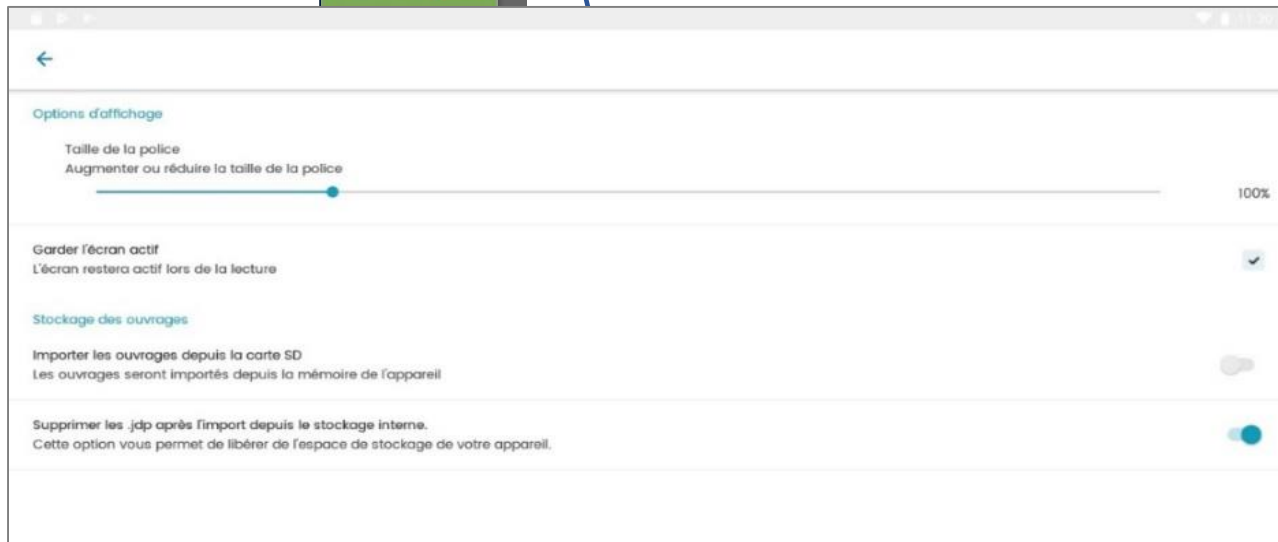 11:30
Options d'affichage
Taille de la police
Augmenter ou réduire la taille de la police
100%
Garder l'écran actif
L'écran restera actif lors de la lecture
Stockage des ouvrages
Importer les ouvrages depuis la carte SD
Les ouvrages seront importés depuis la mémoire de l'appareil
Supprimer les .jdp après l'import depuis le stockage interne.
Cette option vous permet de libérer de l'espace de stockage de votre appareil.